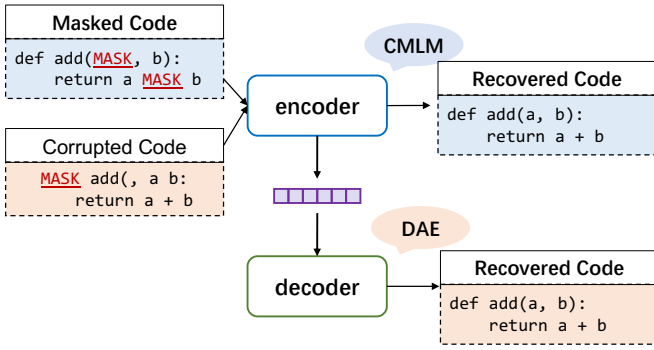 Masked Code
def add(MASK, b):
    return a MASK b
Corrupted Code
MASK add(, a b:
    return a + b
encoder
CMLM
Recovered Code
def add(a, b):
    return a + b
DAE
decoder
Recovered Code
def add(a, b):
    return a + b